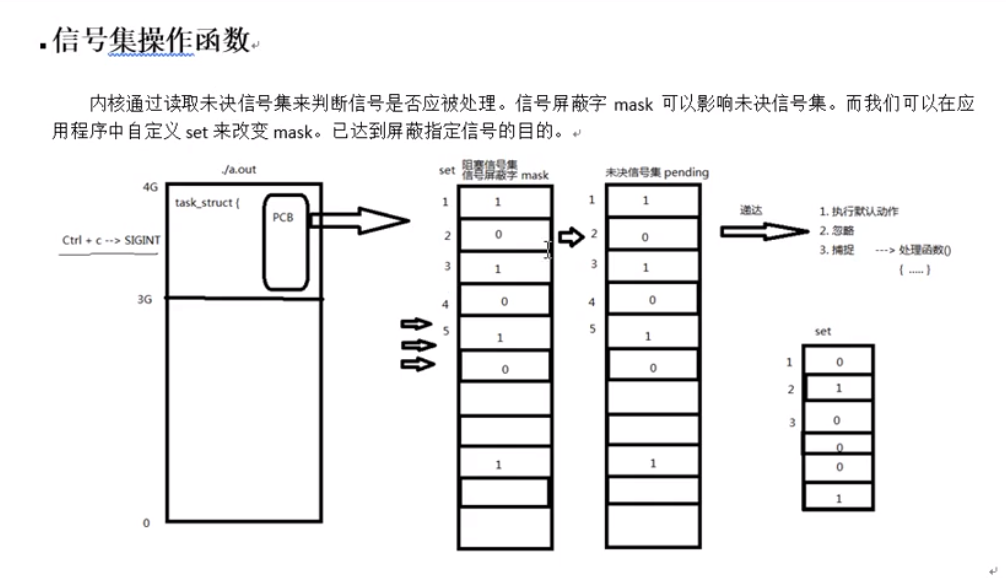 信号集操作函数
内核通过读取未决信号集来判断信号是否应被处理。信号屏蔽字 mask 可以影响未决信号集。而我们可以在应
用程序中自定义 set 来改变 mask。已达到屏蔽指定信号的目的。
./a.out
4G
task_struct {
PCB
Ctrl + c --> SIGINT
3G
0
set
阻塞信号集
信号屏蔽字 mask
1 1
2 0
3 1
4 0
5 1
0
1
未决信号集 pending
1 1
2 0
3 1
4 0
5 1
0
1
递达
1. 执行默认动作
2. 忽略
3. 捕捉 ---> 处理函数()
{ ..... }
set
1 0
2 1
3 0
0
0
1